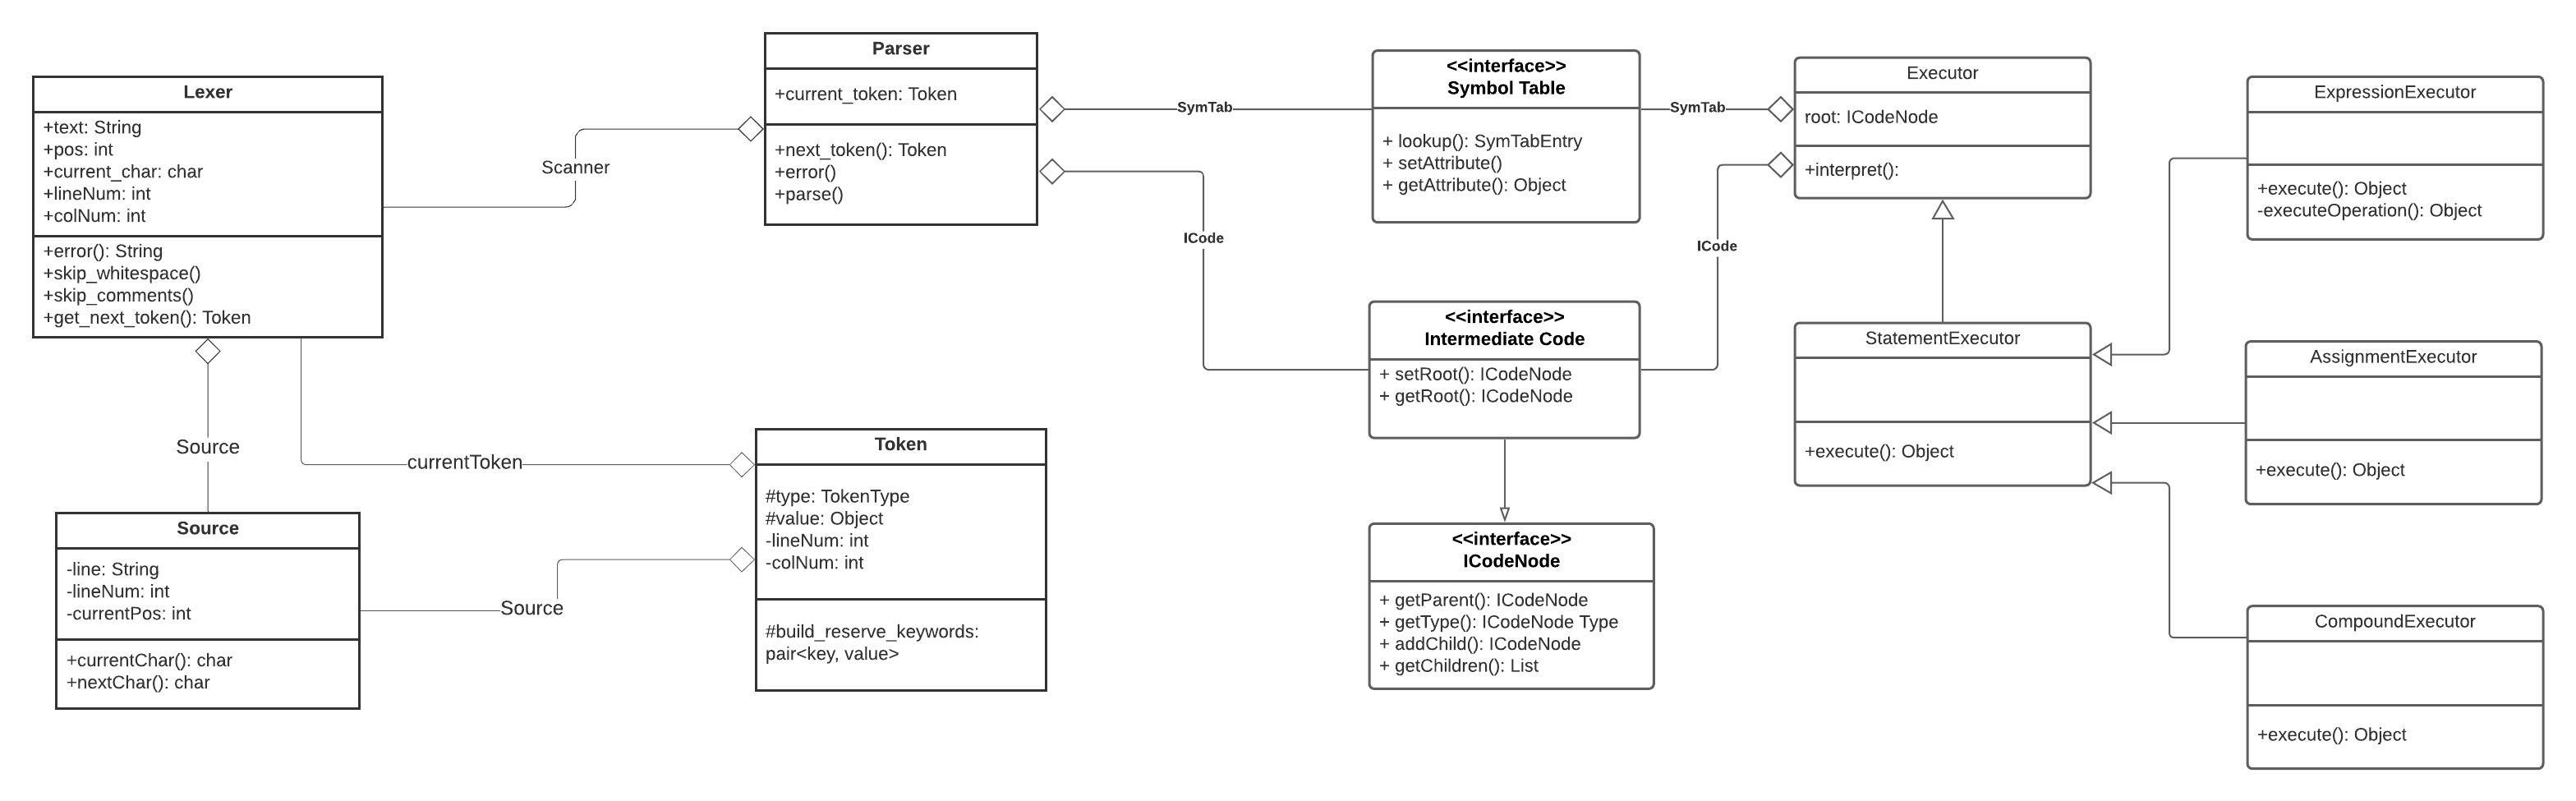 Lexer
+text: String
+pos: int
+current_char: char
+lineNum: int
+colNum: int
+error(): String
+skip_whitespace()
+skip_comments()
+get_next_token(): Token
Scanner
Parser
+current_token: Token
+next_token(): Token
+error()
+parse()
Source
currentToken
Source
-line: String
-lineNum: int
-currentPos: int
+currentChar(): char
+nextChar(): char
Source
Token
#type: TokenType
#value: Object
-lineNum: int
-colNum: int
#build_reserve_keywords:
pair<key, value>
SymTab
ICode
<<interface>>
Symbol Table
+ lookup(): SymTabEntry
+ setAttribute()
+ getAttribute(): Object
<<interface>>
Intermediate Code
+ setRoot(): ICodeNode
+ getRoot(): ICodeNode
<<interface>>
ICodeNode
+ getParent(): ICodeNode
+ getType(): ICodeNode Type
+ addChild(): ICodeNode
+ getChildren(): List
SymTab
ICode
Executor
root: ICodeNode
+interpret():
StatementExecutor
+execute(): Object
ExpressionExecutor
+execute(): Object
-executeOperation(): Object
AssignmentExecutor
+execute(): Object
CompoundExecutor
+execute(): Object